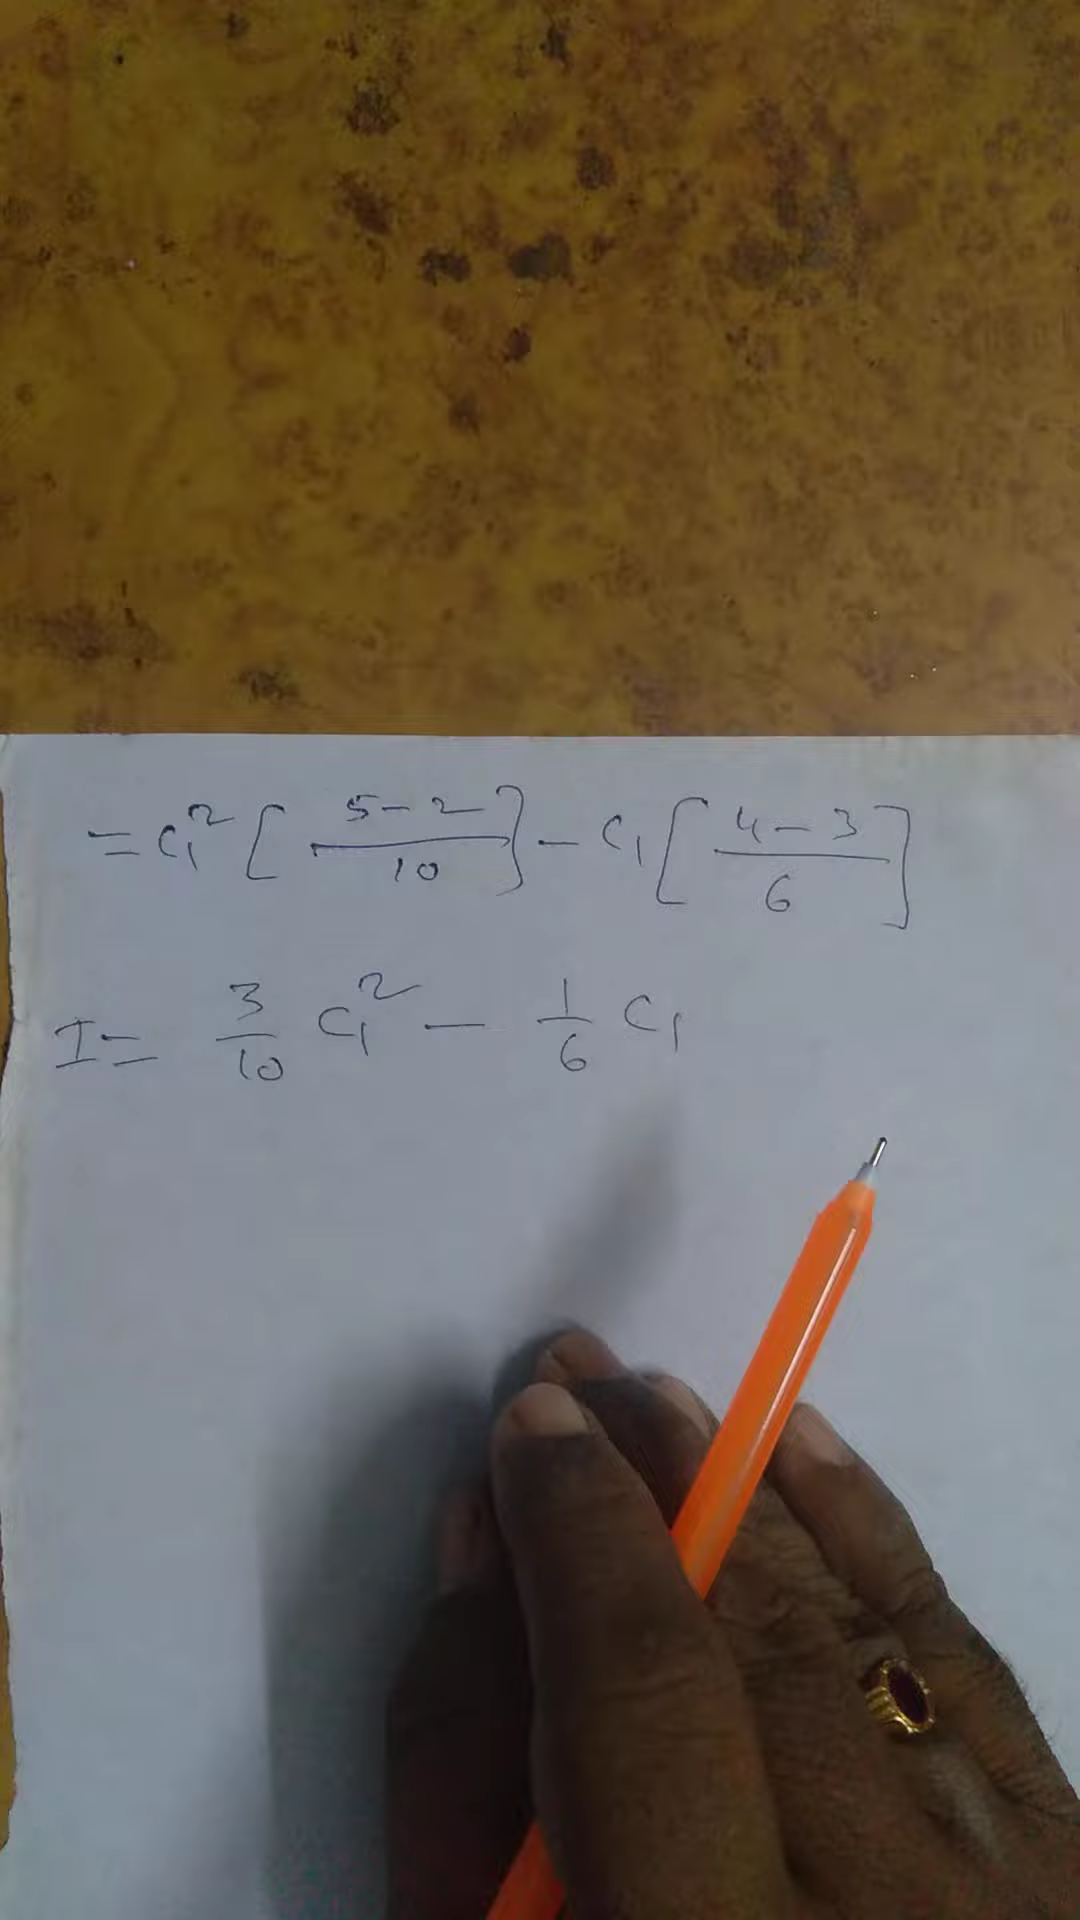 = C₁² [ (5 - 2)/10 ] - C₁ [ (4 - 3)/6 ]
I = 3/10 C₁² - 1/6 C₁